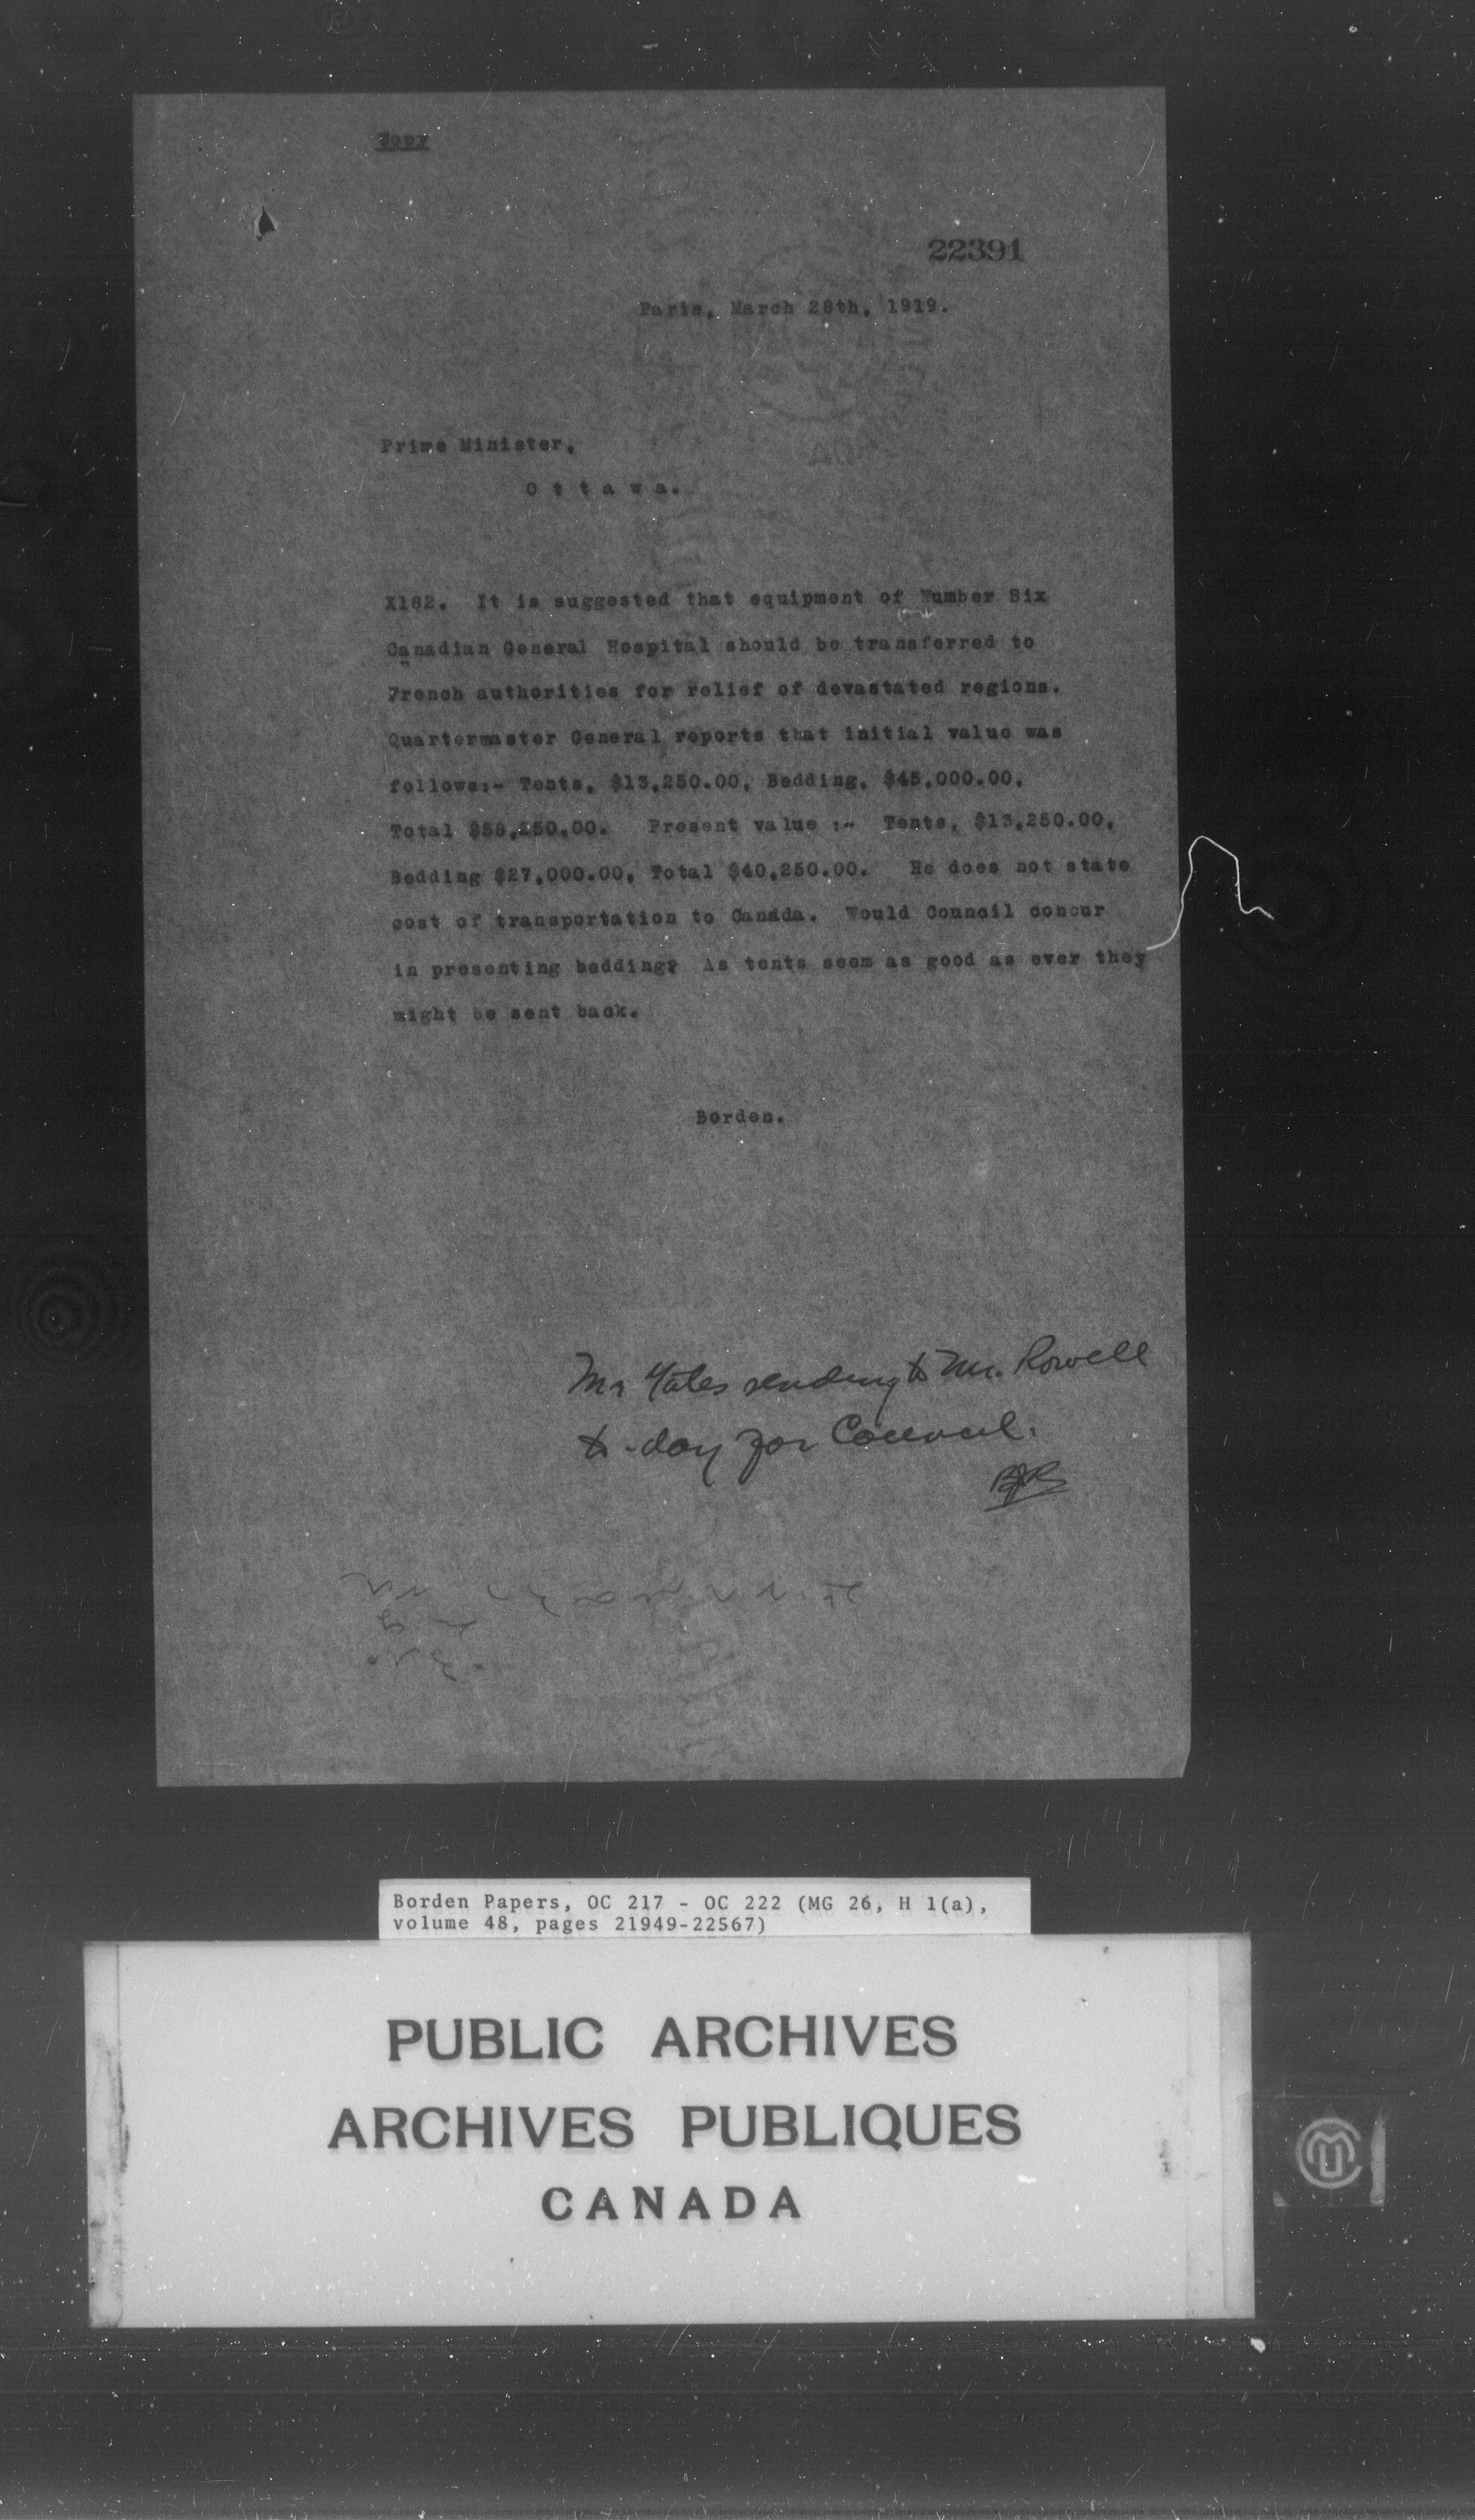 Copy
22391
Paris, March 28th, 1919.
Prime Minister,
O t t a w a.
X182. It is suggested that equipment of Number Six
Canadian General Hospital should be transferred to
French authorities for relief of devastated regions.
Quartermaster General reports that initial value was
follows:- Tents, $13,250.00, Bedding, $45,000.00,
Total $58,250.00. Present value :- Tents, $13,250.00,
Bedding $27,000.00, Total $40,250.00. He does not state
cost of transportation to Canada. Would Council concur
in presenting bedding? As tents seem as good as ever they
might be sent back.
Borden.
Mr Yates sending to Mr. Rowell
to-day for Council.
Borden Papers, OC 217 - OC 222 (MG 26, H 1(a),
volume 48, pages 21949-22567)
PUBLIC ARCHIVES
ARCHIVES PUBLIQUES
CANADA